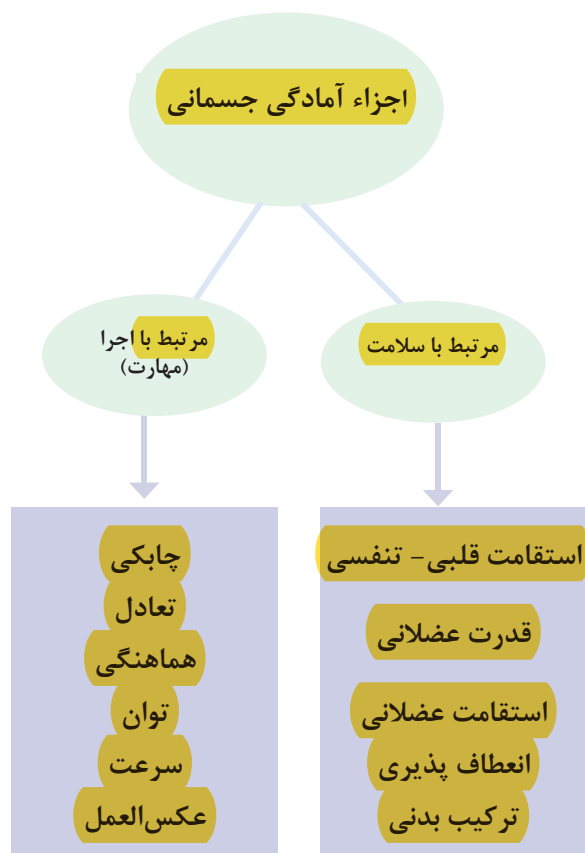 اجزاء آمادگی جسمانی
مرتبط با سلامت
مرتبط با اجرا
(مهارت)
استقامت قلبی- تنفسی
قدرت عضلانی
استقامت عضلانی
انعطاف پذیری
ترکیب بدنی
چابکی
تعادل
هماهنگی
توان
سرعت
عکس‌العمل